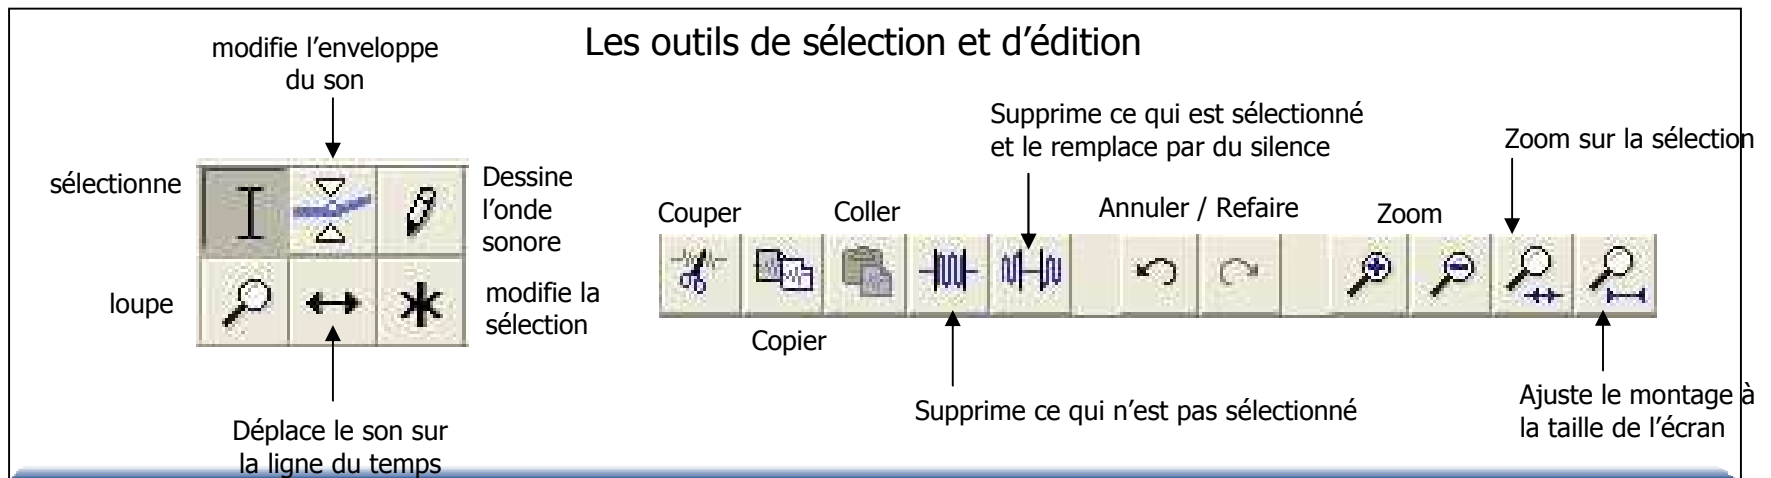 Les outils de sélection et d’édition
modifie l’enveloppe
du son
sélectionne
Dessine
l’onde
sonore
loupe
modifie la
sélection
Déplace le son sur
la ligne du temps
Supprime ce qui est sélectionné
et le remplace par du silence
Zoom sur la sélection
Couper
Coller
Annuler / Refaire
Zoom
Copier
Supprime ce qui n’est pas sélectionné
Ajuste le montage à
la taille de l’écran